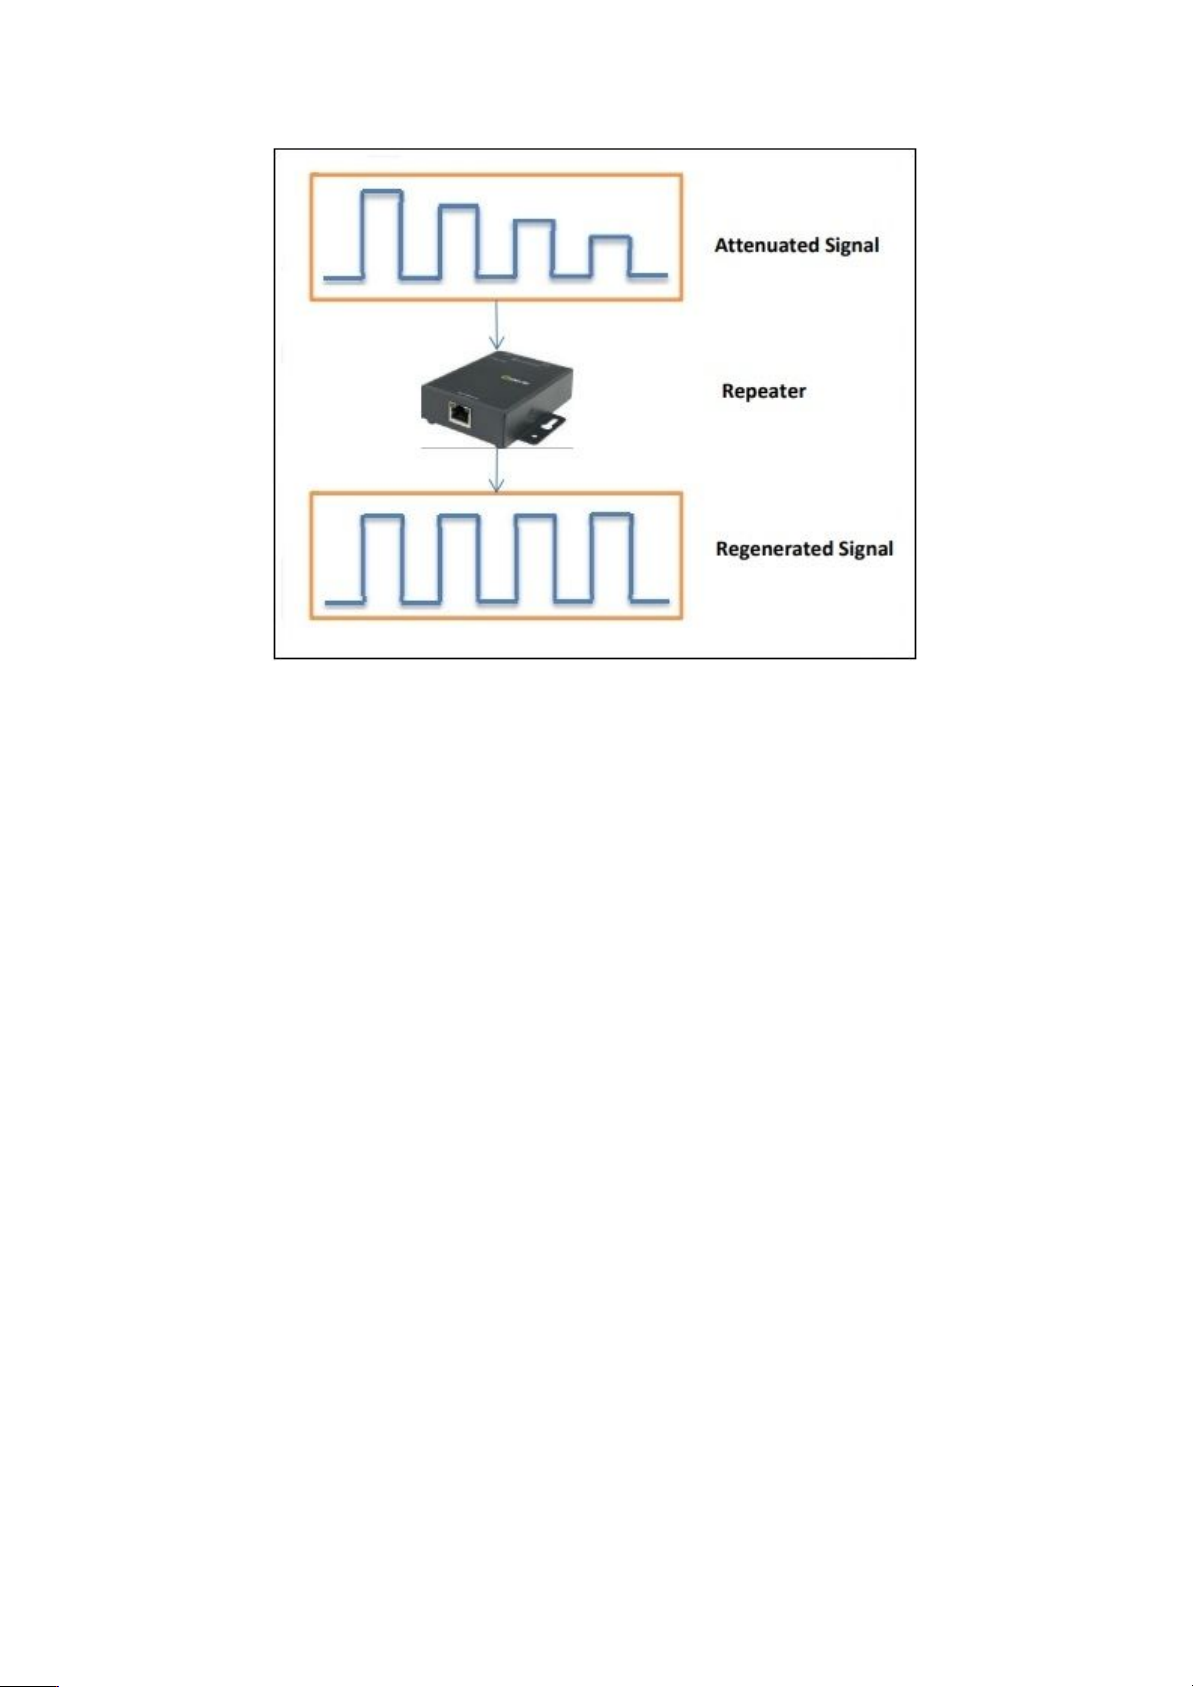 Attenuated Signal
Repeater
Regenerated Signal